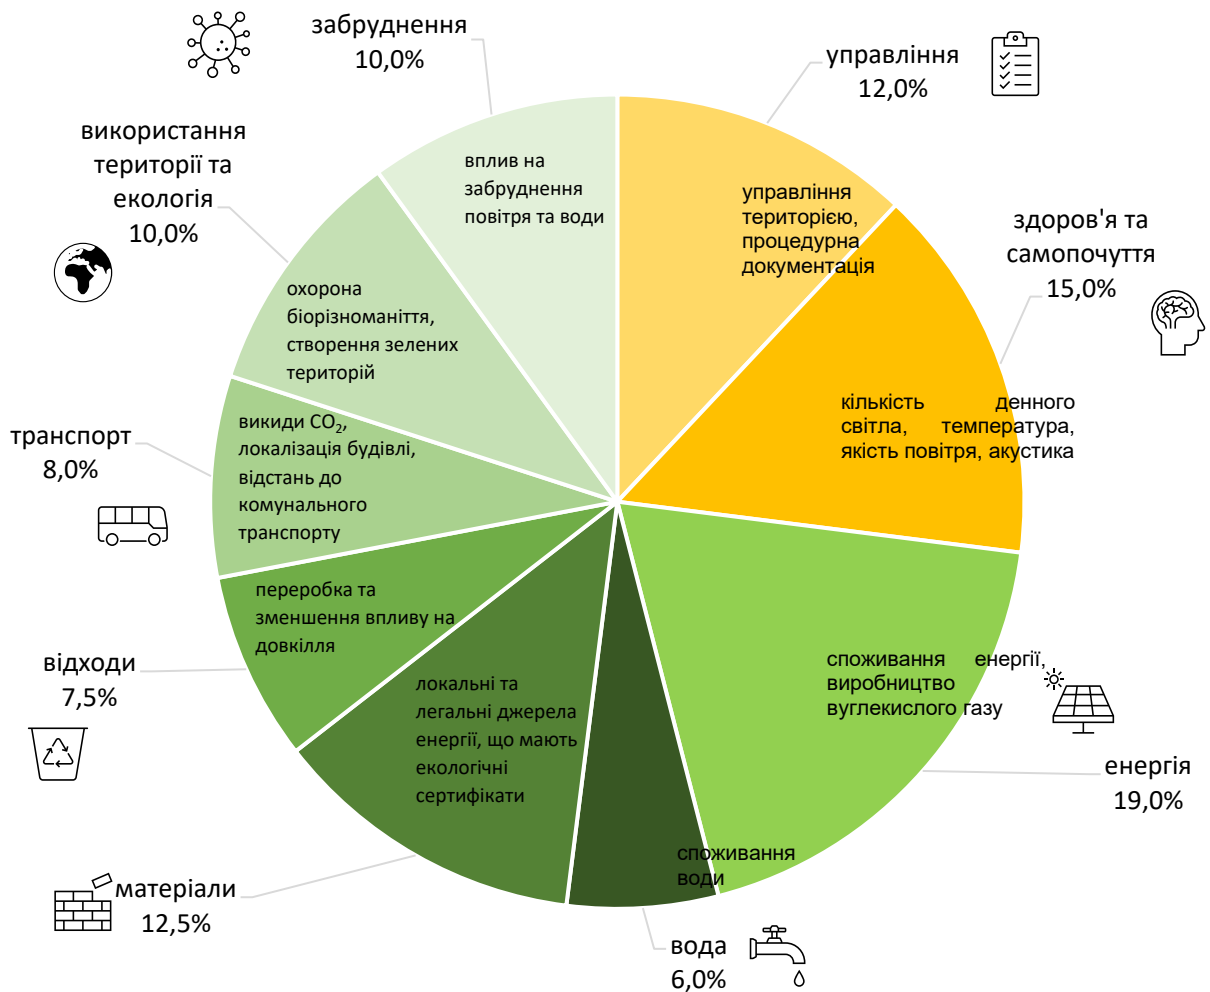 забруднення
10,0%
управління
12,0%
використання
території та
екологія
10,0%
вплив на
забруднення
повітря та води
управління
територією,
процедурна
документація
здоров'я та
самопочуття
15,0%
охорона
біорізноманіття,
створення зелених
територій
кількість денного
світла, температура,
якість повітря, акустика
транспорт
8,0%
викиди CO₂,
локалізація будівлі,
відстань до
комунального
транспорту
переробка та
зменшення впливу на
довкілля
відходи
7,5%
споживання енергії,
виробництво
вуглекислого газу
локальні та
легальні джерела
енергії, що мають
екологічні
сертифікати
енергія
19,0%
споживання
води
матеріали
12,5%
вода
6,0%